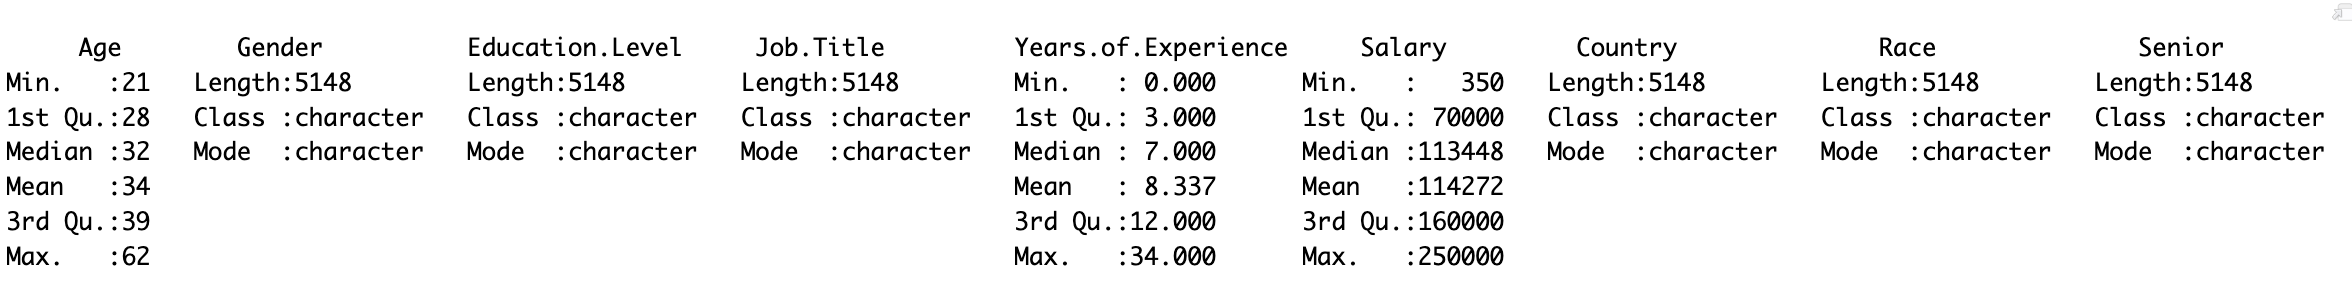 Age        Gender          Education.Level     Job.Title         Years.of.Experience     Salary         Country              Race              Senior
Min.   :21   Length:5148        Length:5148        Length:5148        Min.   : 0.000      Min.   :   350   Length:5148        Length:5148        Length:5148
1st Qu.:28   Class :character   Class :character   Class :character   1st Qu.: 3.000      1st Qu.: 70000   Class :character   Class :character   Class :character
Median :32   Mode  :character   Mode  :character   Mode  :character   Median : 7.000      Median :113448   Mode  :character   Mode  :character   Mode  :character
Mean   :34                                                            Mean   : 8.337      Mean   :114272
3rd Qu.:39                                                            3rd Qu.:12.000      3rd Qu.:160000
Max.   :62                                                            Max.   :34.000      Max.   :250000